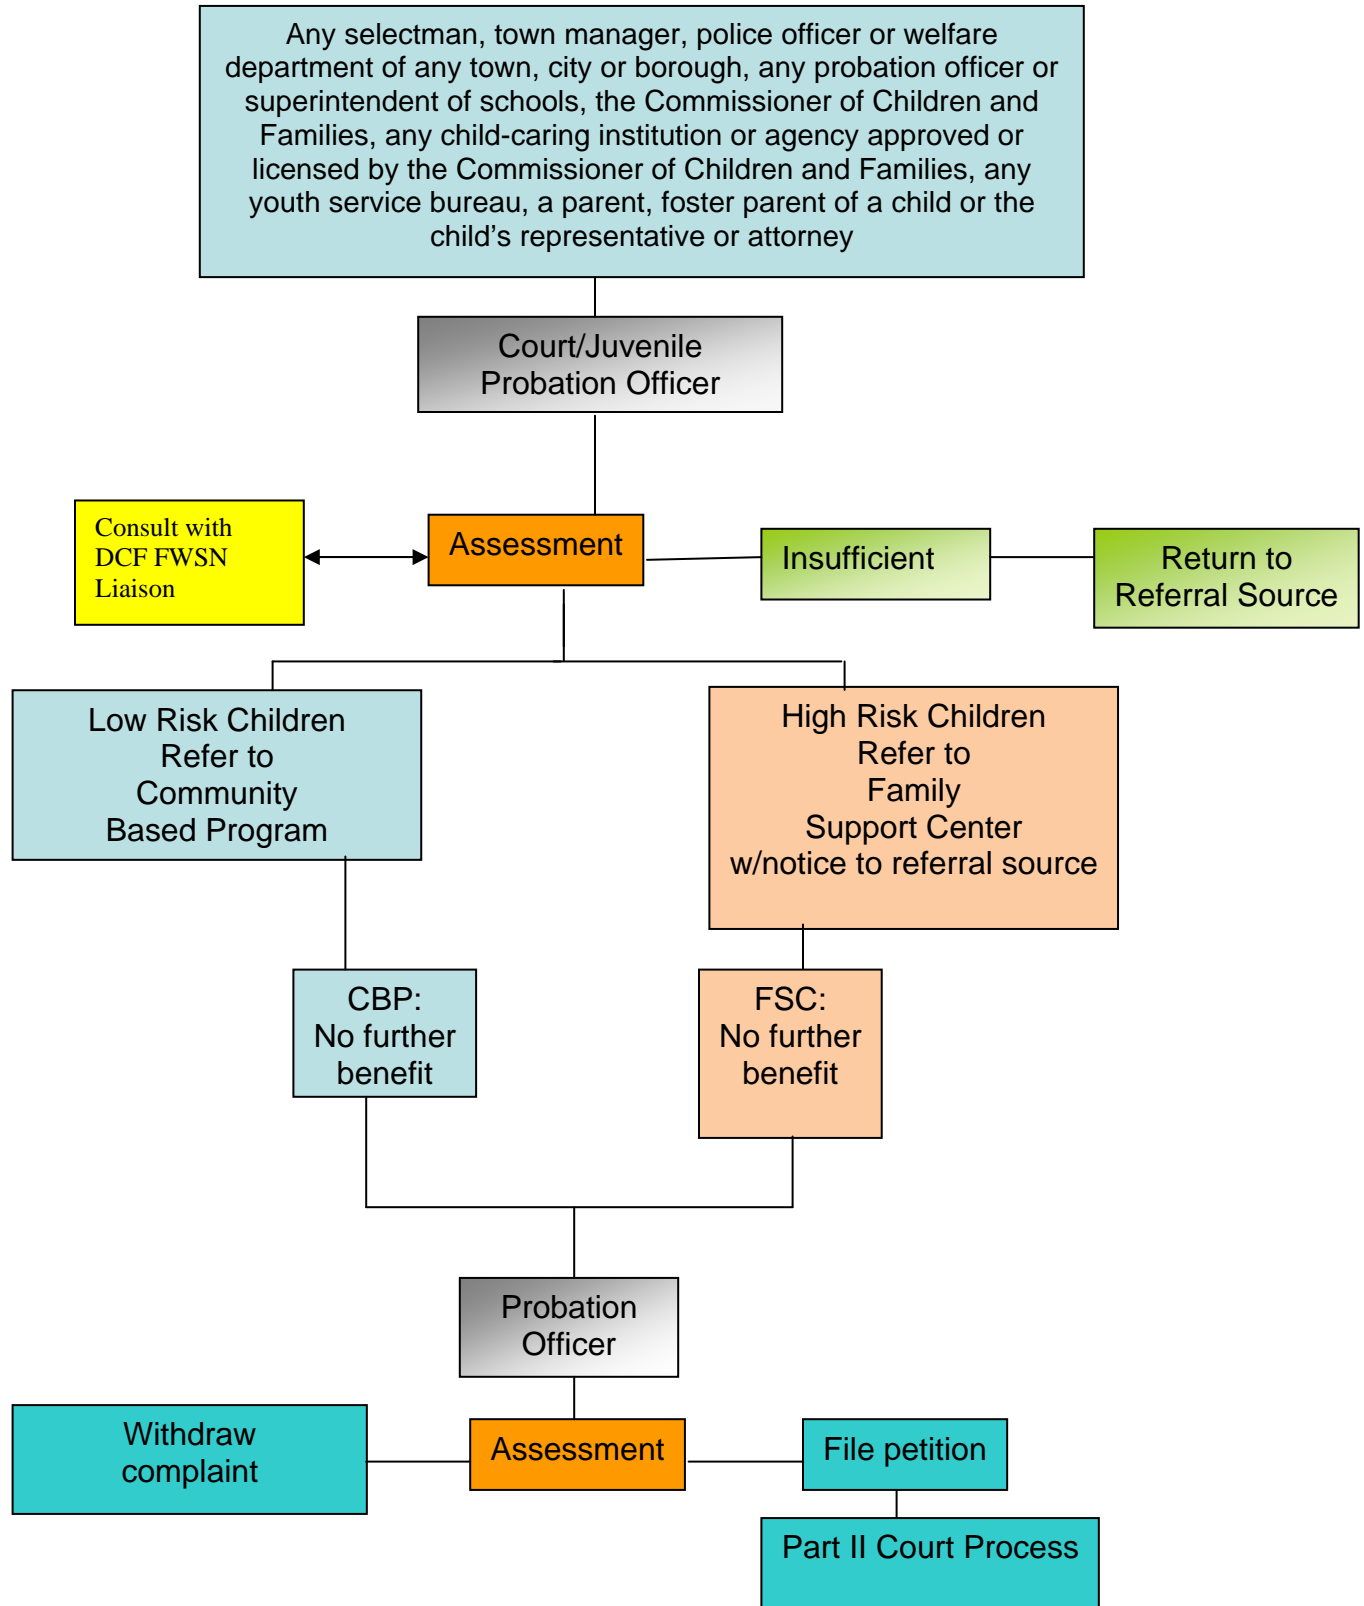 Any selectman, town manager, police officer or welfare
department of any town, city or borough, any probation officer or
superintendent of schools, the Commissioner of Children and
Families, any child-caring institution or agency approved or
licensed by the Commissioner of Children and Families, any
youth service bureau, a parent, foster parent of a child or the
child’s representative or attorney
Court/Juvenile
Probation Officer
Consult with
DCF FWSN
Liaison
Assessment
Insufficient
Return to
Referral Source
Low Risk Children
Refer to
Community
Based Program
High Risk Children
Refer to
Family
Support Center
w/notice to referral source
CBP:
No further
benefit
FSC:
No further
benefit
Probation
Officer
Withdraw
complaint
Assessment
File petition
Part II Court Process